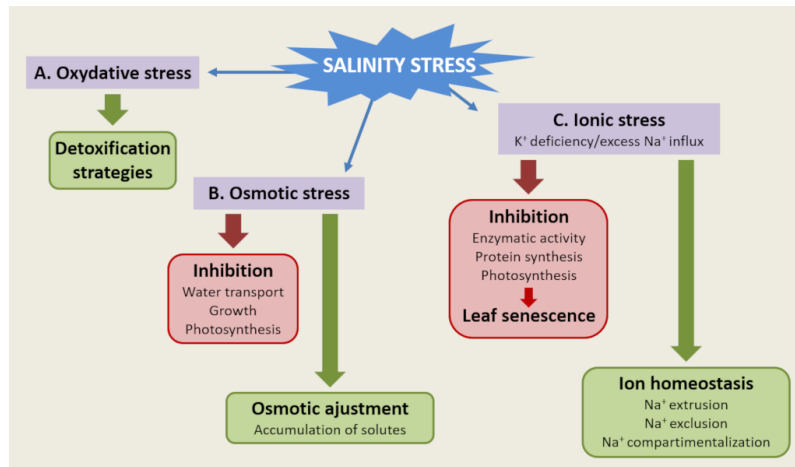 SALINITY STRESS
A. Oxydative stress
Detoxification
strategies
B. Osmotic stress
Inhibition
Water transport
Growth
Photosynthesis
Osmotic ajustment
Accumulation of solutes
C. Ionic stress
K⁺ deficiency/excess Na⁺ influx
Inhibition
Enzymatic activity
Protein synthesis
Photosynthesis
Leaf senescence
Ion homeostasis
Na⁺ extrusion
Na⁺ exclusion
Na⁺ compartimentalization